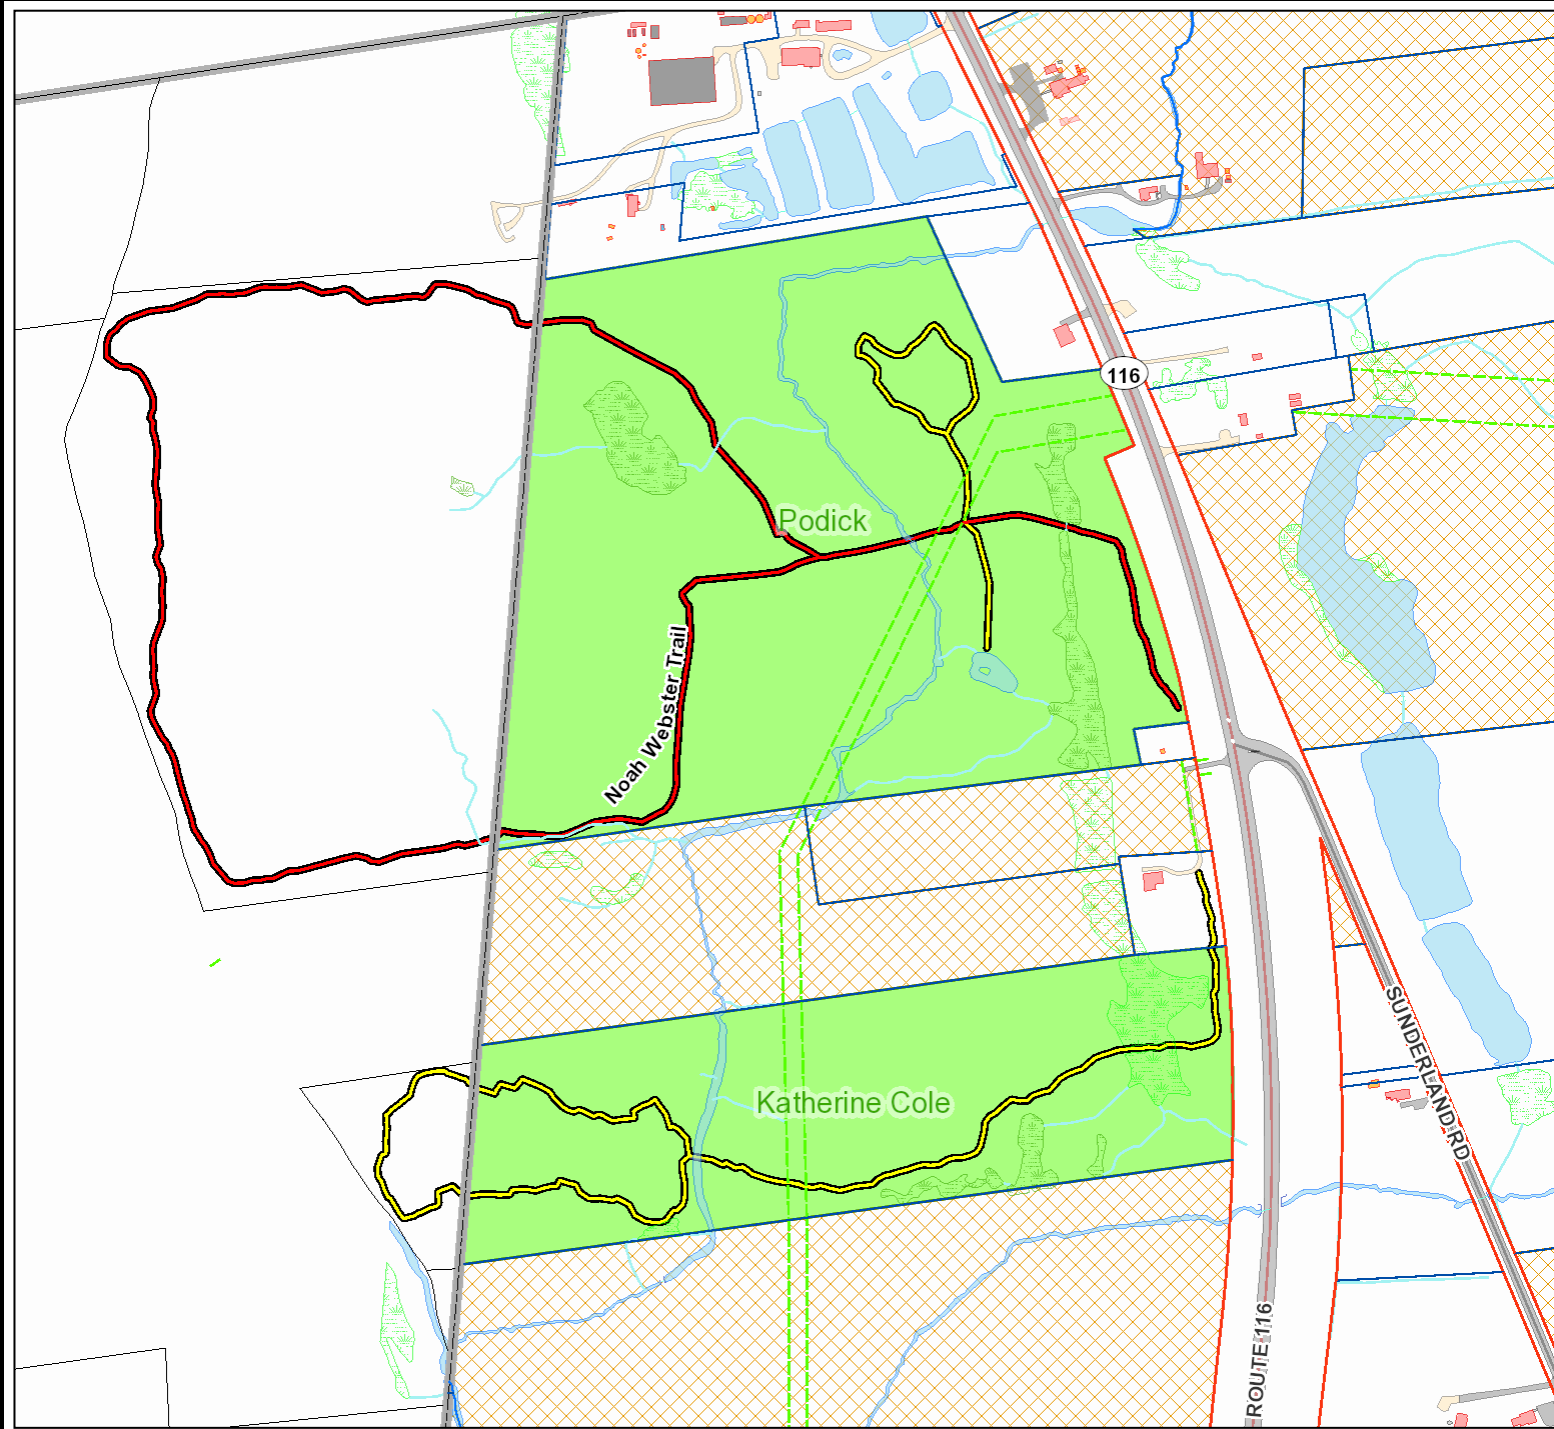 116
Podick
Noah Webster Trail
SUNDERLAND RD
Katherine Cole
ROUTE 116